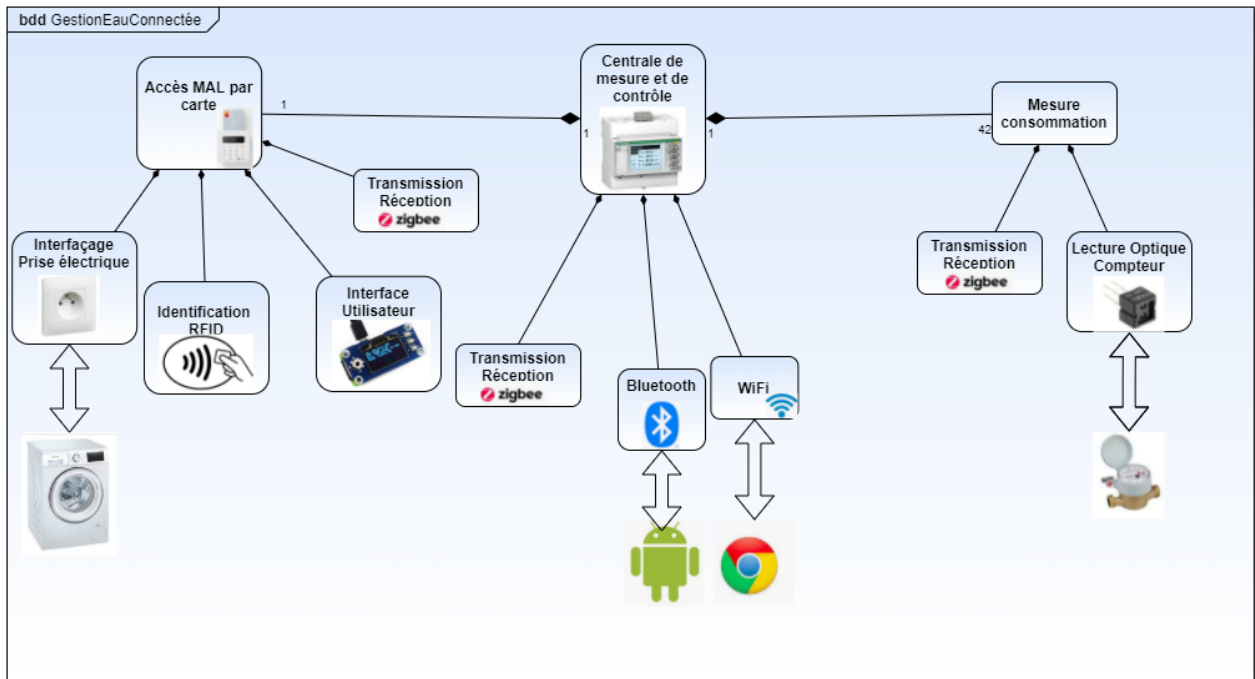 bdd GestionEauConnectée
Accès MAL par
carte
1
Centrale de
mesure et de
contrôle
1
1
Mesure
consommation
42
Transmission
Réception
zigbee
Interfaçage
Prise électrique
Identification
RFID
Interface
Utilisateur
Transmission
Réception
zigbee
Bluetooth
WiFi
Transmission
Réception
zigbee
Lecture Optique
Compteur